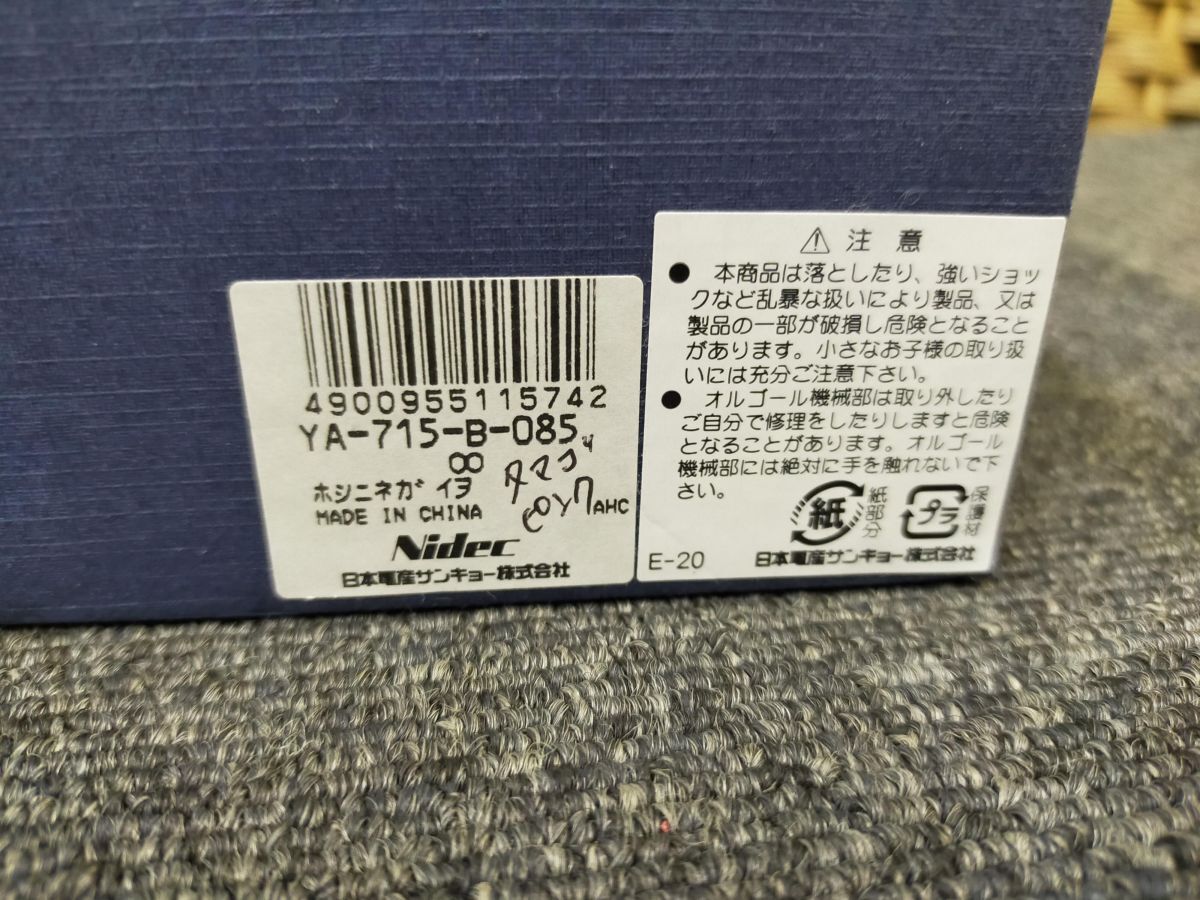 4900955115742
YA-715-B-085
∞
タマゴ
ホシニネガイヲ
MADE IN CHINA
AHC
Nidec
日本電産サンキョー株式会社
⚠ 注意
● 本商品は落としたり、強いショッ
クなど乱暴な扱いにより製品、又は
製品の一部が破損し危険となること
があります。小さなお子様の取り扱
いには充分ご注意下さい。
● オルゴール機械部は取り外したり
ご自分で修理をしたりしますと危険
となることがあります。オルゴール
機械部には絶対に手を触れないで下
さい。
紙
紙部分
プラ
保護材
E-20
日本電産サンキョー株式会社